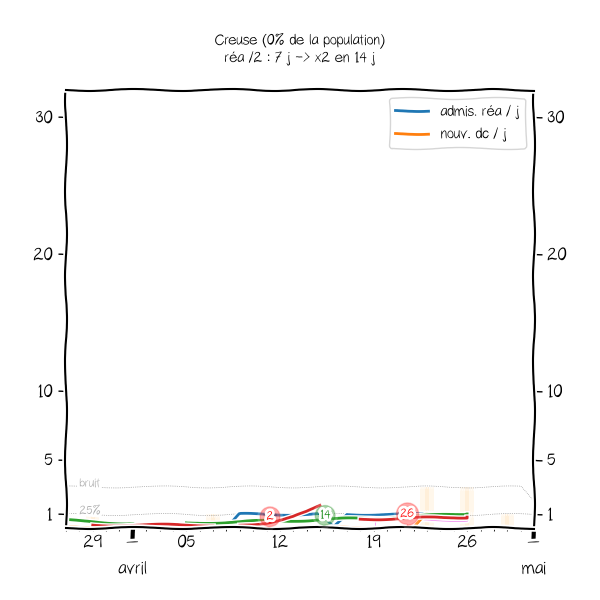 Creuse (0% de la population)
réa /2 : 7 j -> x2 en 14 j
admis. réa / j
nouv. dc / j
30
30
20
20
10
10
5
5
bruit
25%
1
1
2
14
26
29
05
12
19
26
avril
mai